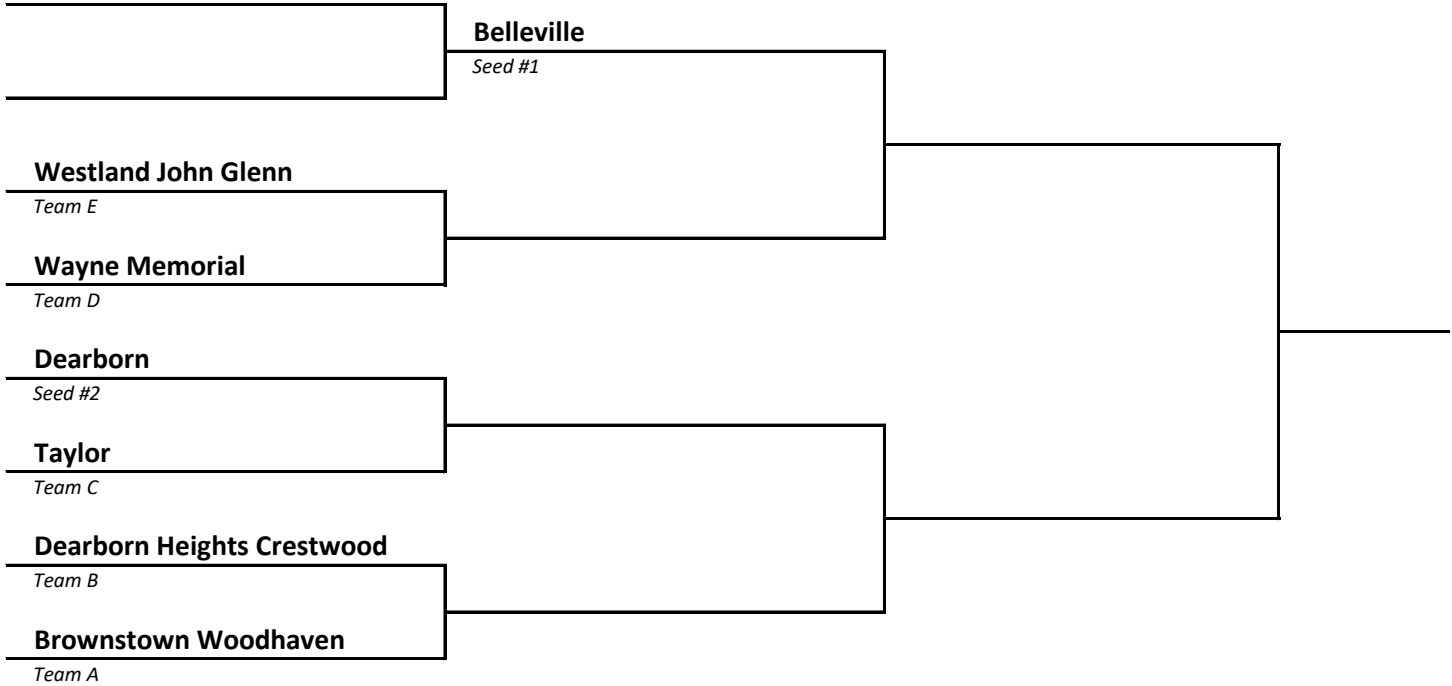 Belleville
Seed #1
Westland John Glenn
Team E
Wayne Memorial
Team D
Dearborn
Seed #2
Taylor
Team C
Dearborn Heights Crestwood
Team B
Brownstown Woodhaven
Team A